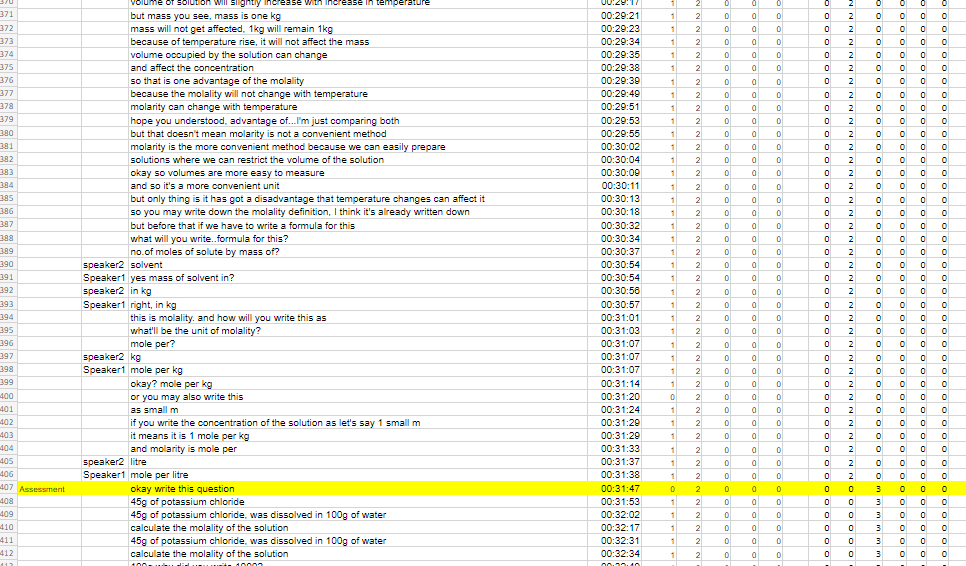 370 volume of solution will slightly increase with increase in temperature 00:29:17 1 2 0 0 0 0 2 0 0 0 0
371 but mass you see, mass is one kg 00:29:21 1 2 0 0 0 0 2 0 0 0 0
372 mass will not get affected, 1kg will remain 1kg 00:29:23 1 2 0 0 0 0 2 0 0 0 0
373 because of temperature rise, it will not affect the mass 00:29:34 1 2 0 0 0 0 2 0 0 0 0
374 volume occupied by the solution can change 00:29:35 1 2 0 0 0 0 2 0 0 0 0
375 and affect the concentration 00:29:38 1 2 0 0 0 0 2 0 0 0 0
376 so that is one advantage of the molality 00:29:39 1 2 0 0 0 0 2 0 0 0 0
377 because the molality will not change with temperature 00:29:49 1 2 0 0 0 0 2 0 0 0 0
378 molarity can change with temperature 00:29:51 1 2 0 0 0 0 2 0 0 0 0
379 hope you understood, advantage of...I'm just comparing both 00:29:53 1 2 0 0 0 0 2 0 0 0 0
380 but that doesn't mean molarity is not a convenient method 00:29:55 1 2 0 0 0 0 2 0 0 0 0
381 molarity is the more convenient method because we can easily prepare 00:30:02 1 2 0 0 0 0 2 0 0 0 0
382 solutions where we can restrict the volume of the solution 00:30:04 1 2 0 0 0 0 2 0 0 0 0
383 okay so volumes are more easy to measure 00:30:09 1 2 0 0 0 0 2 0 0 0 0
384 and so it's a more convenient unit 00:30:11 1 2 0 0 0 0 2 0 0 0 0
385 but only thing is it has got a disadvantage that temperature changes can affect it 00:30:13 1 2 0 0 0 0 2 0 0 0 0
386 so you may write down the molality definition, I think it's already written down 00:30:18 1 2 0 0 0 0 2 0 0 0 0
387 but before that if we have to write a formula for this 00:30:32 1 2 0 0 0 0 2 0 0 0 0
388 what will you write..formula for this? 00:30:34 1 2 0 0 0 0 2 0 0 0 0
389 no.of moles of solute by mass of? 00:30:37 1 2 0 0 0 0 2 0 0 0 0
390 speaker2 solvent 00:30:54 1 2 0 0 0 0 2 0 0 0 0
391 Speaker1 yes mass of solvent in? 00:30:54 1 2 0 0 0 0 2 0 0 0 0
392 speaker2 in kg 00:30:56 1 2 0 0 0 0 2 0 0 0 0
393 Speaker1 right, in kg 00:30:57 1 2 0 0 0 0 2 0 0 0 0
394 this is molality. and how will you write this as 00:31:01 1 2 0 0 0 0 2 0 0 0 0
395 what'll be the unit of molality? 00:31:03 1 2 0 0 0 0 2 0 0 0 0
396 mole per? 00:31:07 1 2 0 0 0 0 2 0 0 0 0
397 speaker2 kg 00:31:07 1 2 0 0 0 0 2 0 0 0 0
398 Speaker1 mole per kg 00:31:07 1 2 0 0 0 0 2 0 0 0 0
399 okay? mole per kg 00:31:14 1 2 0 0 0 0 2 0 0 0 0
400 or you may also write this 00:31:20 0 2 0 0 0 0 2 0 0 0 0
401 as small m 00:31:24 1 2 0 0 0 0 2 0 0 0 0
402 if you write the concentration of the solution as let's say 1 small m 00:31:29 1 2 0 0 0 0 2 0 0 0 0
403 it means it is 1 mole per kg 00:31:29 1 2 0 0 0 0 2 0 0 0 0
404 and molarity is mole per 00:31:33 1 2 0 0 0 0 2 0 0 0 0
405 speaker2 litre 00:31:37 1 2 0 0 0 0 2 0 0 0 0
406 Speaker1 mole per litre 00:31:38 1 2 0 0 0 0 2 0 0 0 0
407 Assessment okay write this question 00:31:47 0 2 0 0 0 0 0 3 0 0 0
408 45g of potassium chloride 00:31:53 1 2 0 0 0 0 0 3 0 0 0
409 45g of potassium chloride, was dissolved in 100g of water 00:32:02 1 2 0 0 0 0 0 3 0 0 0
410 calculate the molality of the solution 00:32:17 1 2 0 0 0 0 0 3 0 0 0
411 45g of potassium chloride, was dissolved in 100g of water 00:32:31 1 2 0 0 0 0 0 3 0 0 0
412 calculate the molality of the solution 00:32:34 1 2 0 0 0 0 0 3 0 0 0